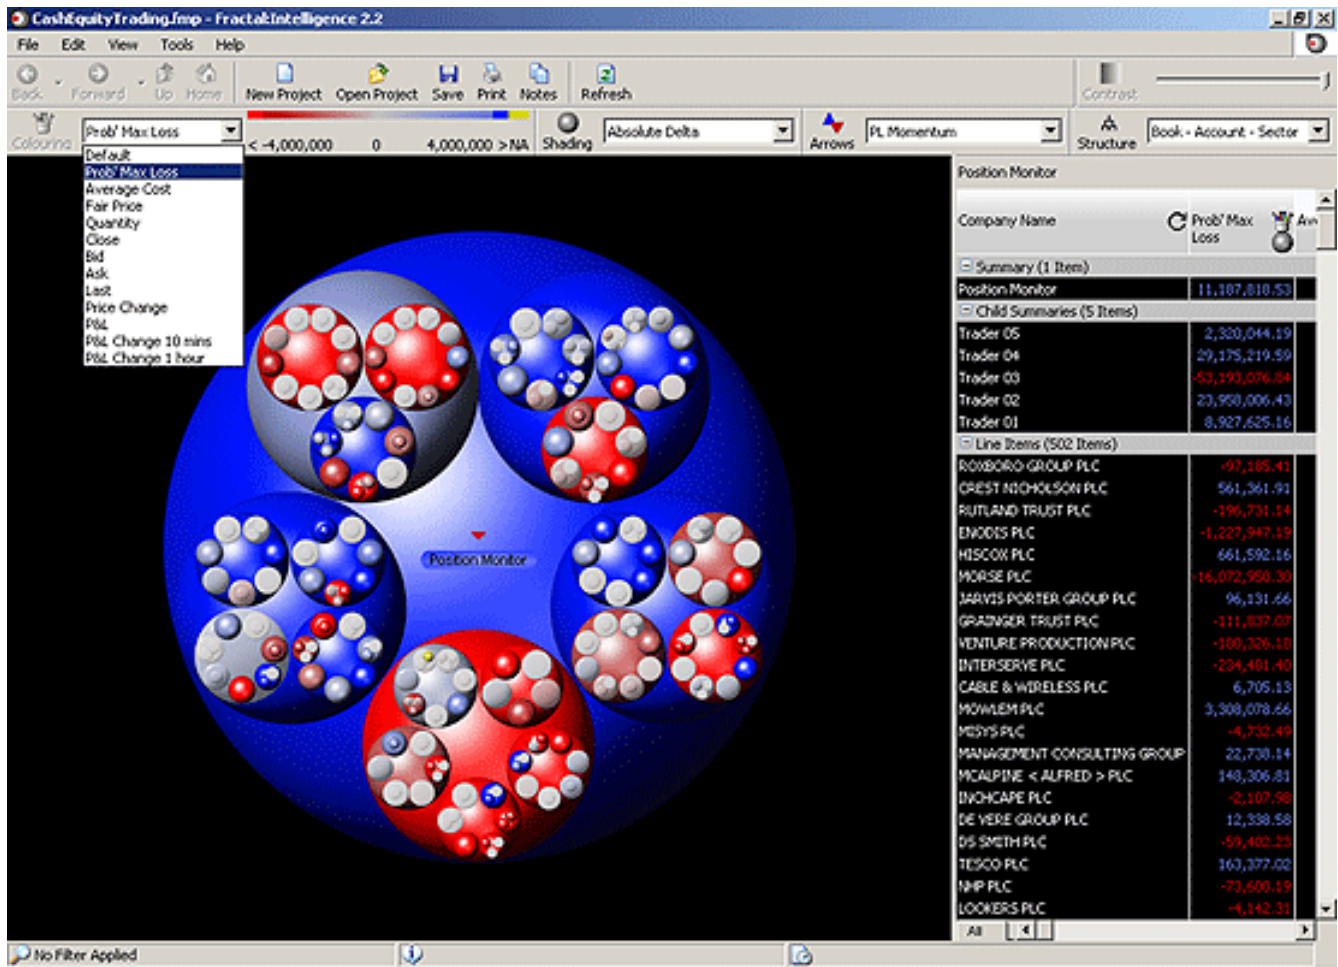 CashEquityTrading.fmp - Fractal:Intelligence 2.2
File Edit View Tools Help
Back Forward Up Home New Project Open Project Save Print Notes Refresh Contrast
Colouring Prob' Max Loss < -4,000,000 0 4,000,000 > NA Shading Absolute Delta Arrows PL Momentum Structure Book - Account - Sector
Default
Prob' Max Loss
Average Cost
Fair Price
Quantity
Close
Bid
Ask
Last
Price Change
P&L
P&L Change 10 mins
P&L Change 1 hour
Position Monitor
Position Monitor
Company Name Prob' Max Loss
Summary (1 Item)
Position Monitor 11,187,818.53
Child Summaries (5 Items)
Trader 05 2,320,044.19
Trader 04 29,175,219.59
Trader 03 -53,193,076.84
Trader 02 23,958,006.43
Trader 01 8,927,625.16
Line Items (502 Items)
ROXBORO GROUP PLC -97,185.41
CREST NICHOLSON PLC 561,361.91
RUTLAND TRUST PLC -196,731.14
ENODIS PLC -1,227,947.19
HISCOX PLC 661,592.16
MORSE PLC -16,072,950.30
JARVIS PORTER GROUP PLC 96,131.66
GRAINGER TRUST PLC -111,837.07
VENTURE PRODUCTION PLC -180,326.18
INTERSERVE PLC -284,481.40
CABLE & WIRELESS PLC 6,705.13
MOWLEM PLC 3,308,078.66
MISYS PLC -4,732.49
MANAGEMENT CONSULTING GROUP 22,738.14
MCALPINE < ALFRED > PLC 148,306.81
INCHCAPE PLC -2,107.98
DE VERE GROUP PLC 12,338.58
DS SMITH PLC -59,402.23
TESCO PLC 163,377.02
NHP PLC -73,600.19
LOOKERS PLC -4,142.31
All
No Filter Applied